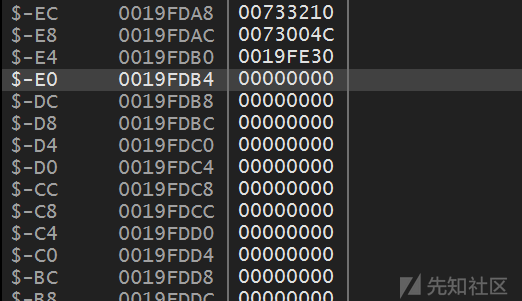 $-EC 0019FDA8 00733210
$-E8 0019FDAC 0073004C
$-E4 0019FDB0 0019FE30
$-E0 0019FDB4 00000000
$-DC 0019FDB8 00000000
$-D8 0019FDBC 00000000
$-D4 0019FDC0 00000000
$-D0 0019FDC4 00000000
$-CC 0019FDC8 00000000
$-C8 0019FDCC 00000000
$-C4 0019FDD0 00000000
$-C0 0019FDD4 00000000
$-BC 0019FDD8 00000000
$-B8 0019FDDC 00000000
先知社区